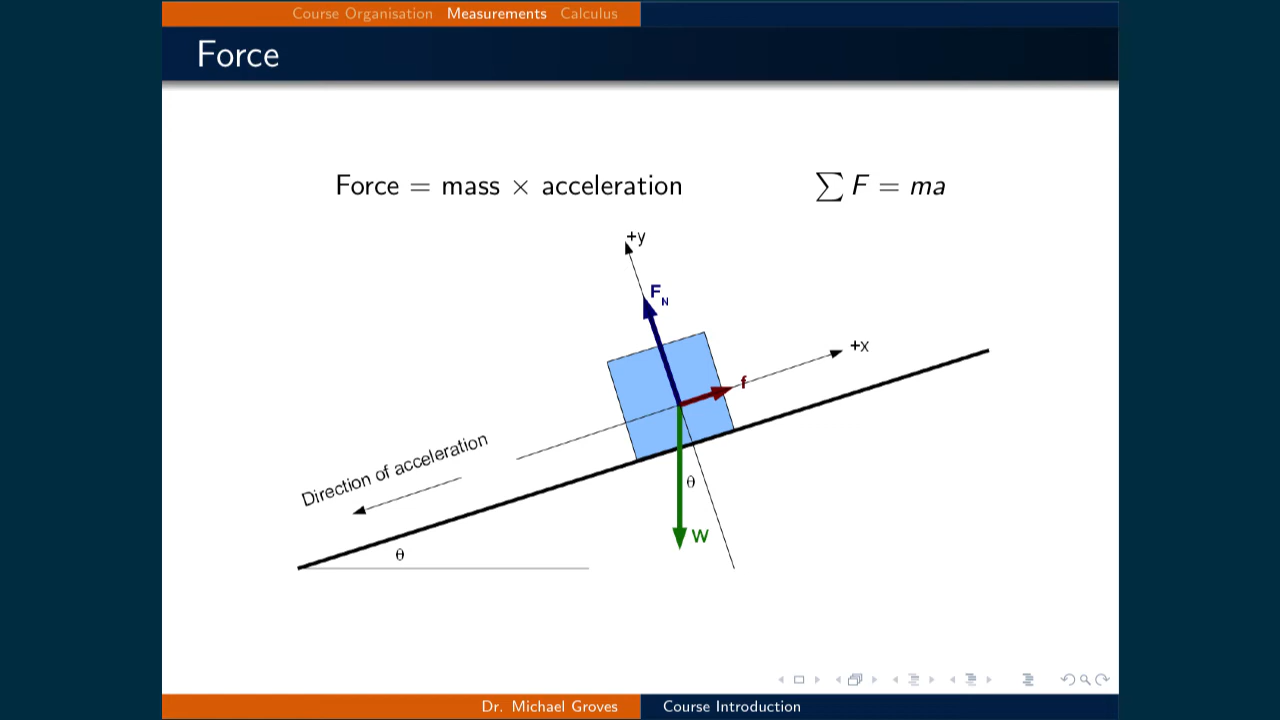 Course Organisation Measurements Calculus
Force
Force = mass × acceleration
∑ F = ma
+y
F_N
+x
f
Direction of acceleration
θ
W
θ
Dr. Michael Groves
Course Introduction